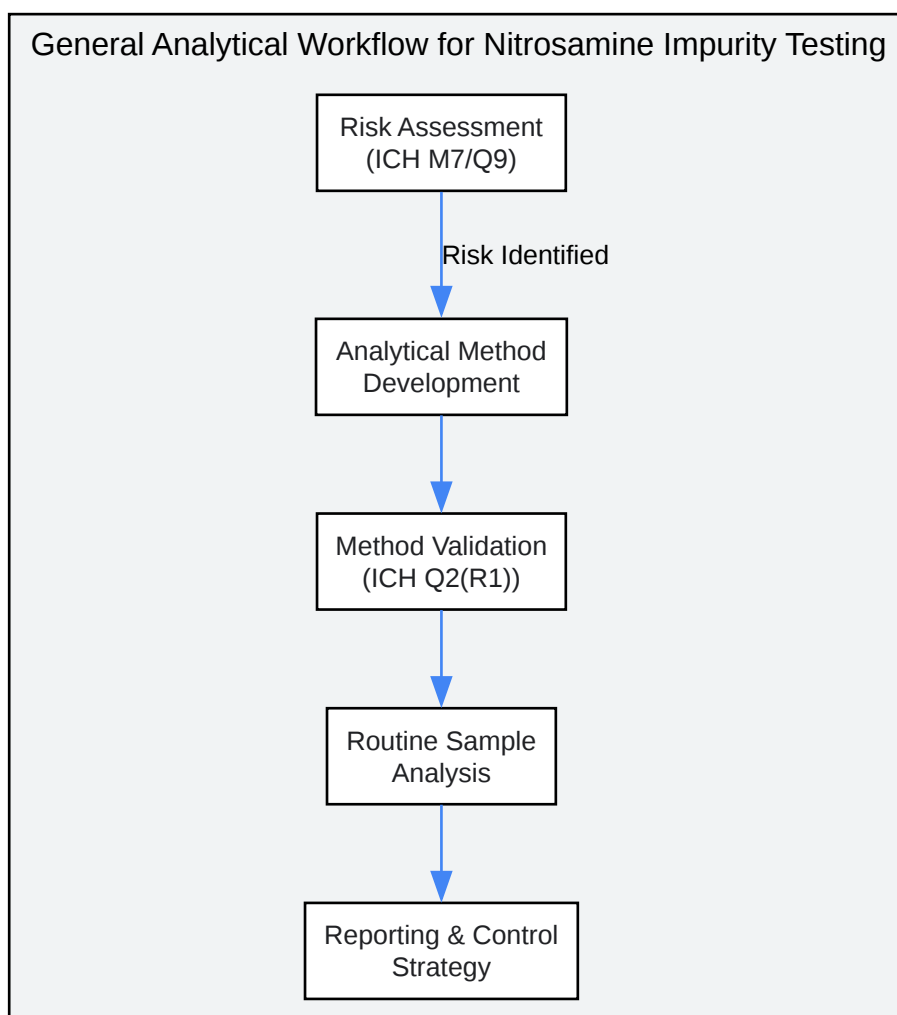 General Analytical Workflow for Nitrosamine Impurity Testing
Risk Assessment
(ICH M7/Q9)
Risk Identified
Analytical Method
Development
Method Validation
(ICH Q2(R1))
Routine Sample
Analysis
Reporting & Control
Strategy